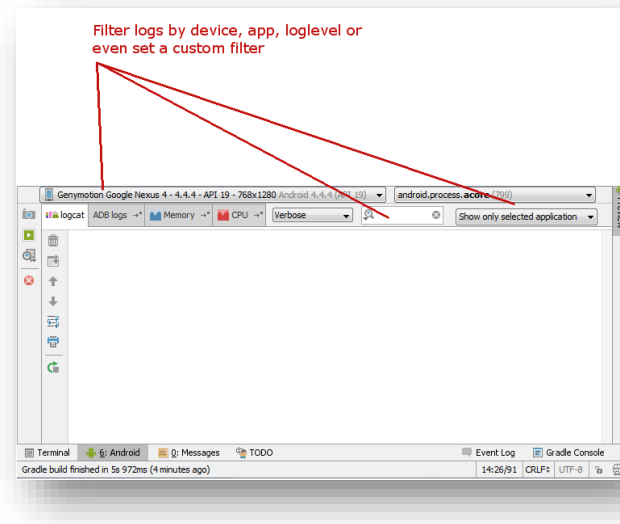 Filter logs by device, app, loglevel or
even set a custom filter
Genymotion Google Nexus 4 - 4.4.4 - API 19 - 768x1280 Android 4.4.4 (API 19)
android.process.acore (799)
logcat
ADB logs
Memory
CPU
Verbose
Show only selected application
Terminal
6: Android
0: Messages
TODO
Event Log
Gradle Console
Gradle build finished in 5s 972ms (4 minutes ago)
14:26/91
CRLF
UTF-8